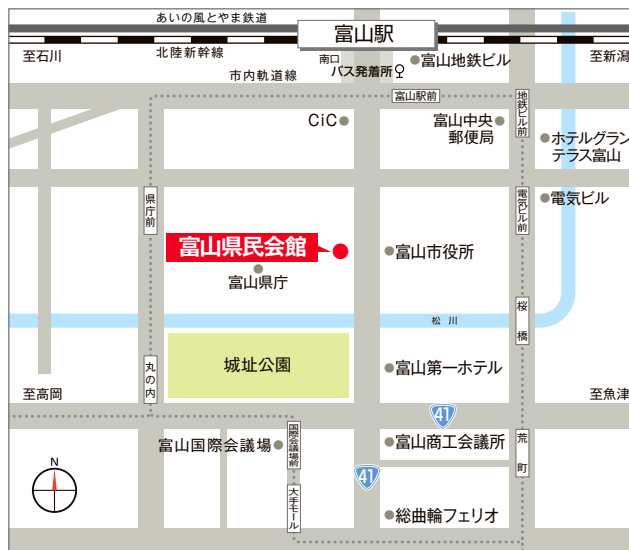 あいの風とやま鉄道
富山駅
至石川
北陸新幹線
至新潟
南口
バス発着所
富山地鉄ビル
市内軌道線
富山駅前
地鉄ビル前
CiC
富山中央
郵便局
ホテルグラン
テラス富山
県庁前
電気ビル前
電気ビル
富山県民会館
富山市役所
富山県庁
桜橋
松川
丸の内
城址公園
富山第一ホテル
至高岡
至魚津
41
国際会議場前
富山国際会議場
富山商工会議所
荒町
N
41
大手モール
総曲輪フェリオ